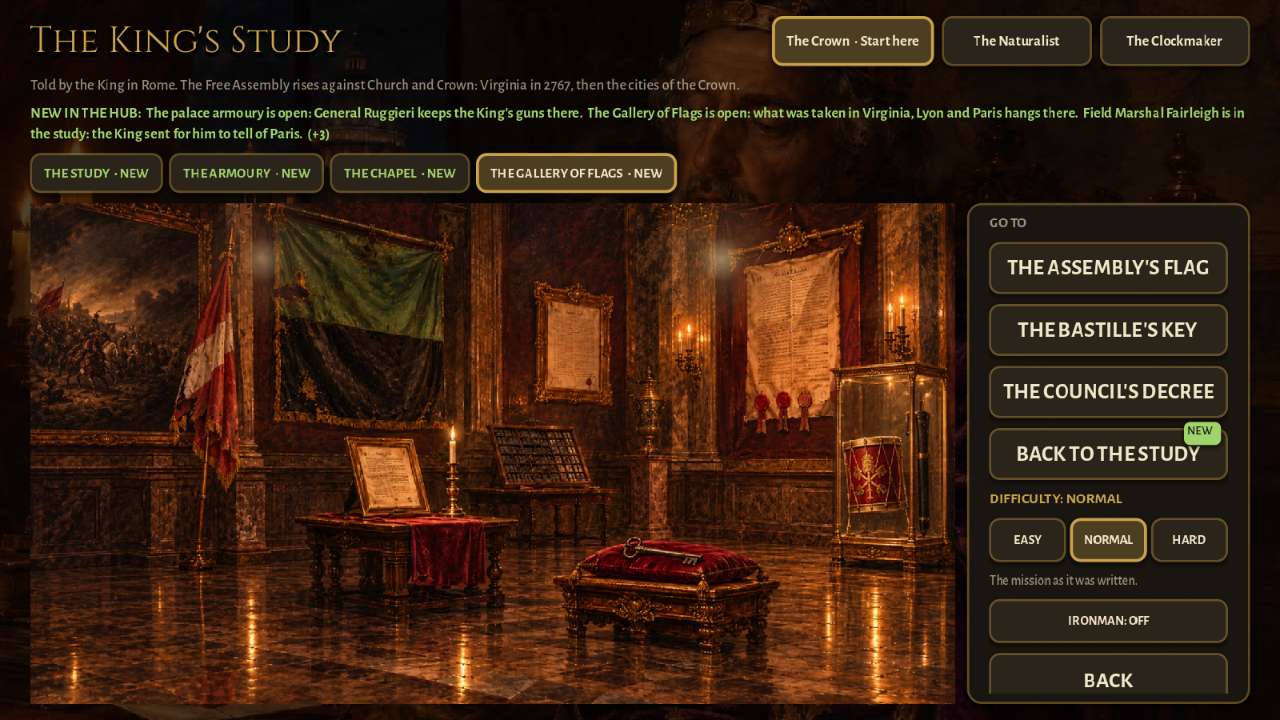 The King's Study
The Crown · Start here
The Naturalist
The Clockmaker
Told by the King in Rome. The Free Assembly rises against Church and Crown: Virginia in 2767, then the cities of the Crown.
NEW IN THE HUB: The palace armoury is open: General Ruggieri keeps the King's guns there. The Gallery of Flags is open: what was taken in Virginia, Lyon and Paris hangs there. Field Marshal Fairleigh is in
the study: the King sent for him to tell of Paris. (+3)
THE STUDY · NEW
THE ARMOURY · NEW
THE CHAPEL · NEW
THE GALLERY OF FLAGS · NEW
GO TO
THE ASSEMBLY'S FLAG
THE BASTILLE'S KEY
THE COUNCIL'S DECREE
NEW
BACK TO THE STUDY
DIFFICULTY: NORMAL
EASY
NORMAL
HARD
The mission as it was written.
IRONMAN: OFF
BACK